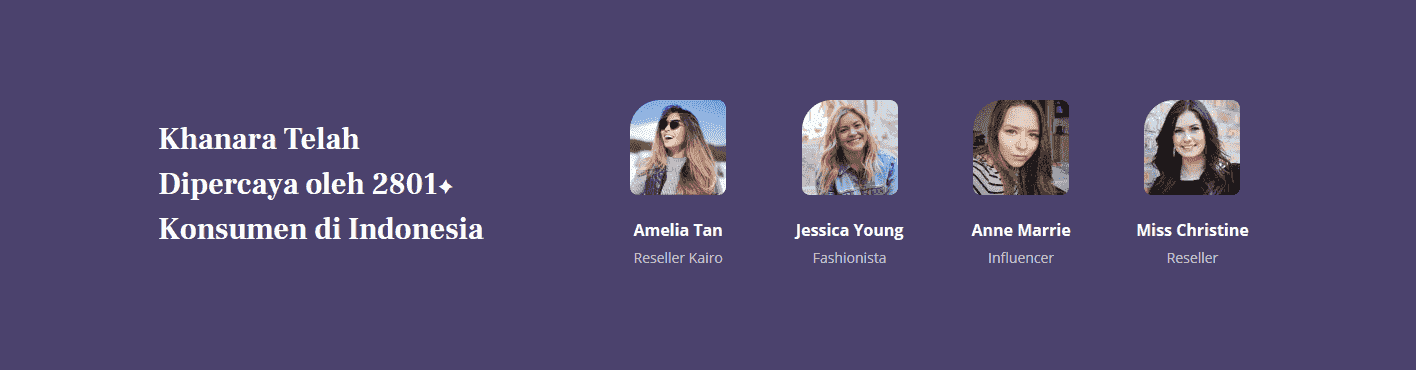 Khanara Telah
Dipercaya oleh 2801+
Konsumen di Indonesia
Amelia Tan
Reseller Kairo
Jessica Young
Fashionista
Anne Marrie
Influencer
Miss Christine
Reseller